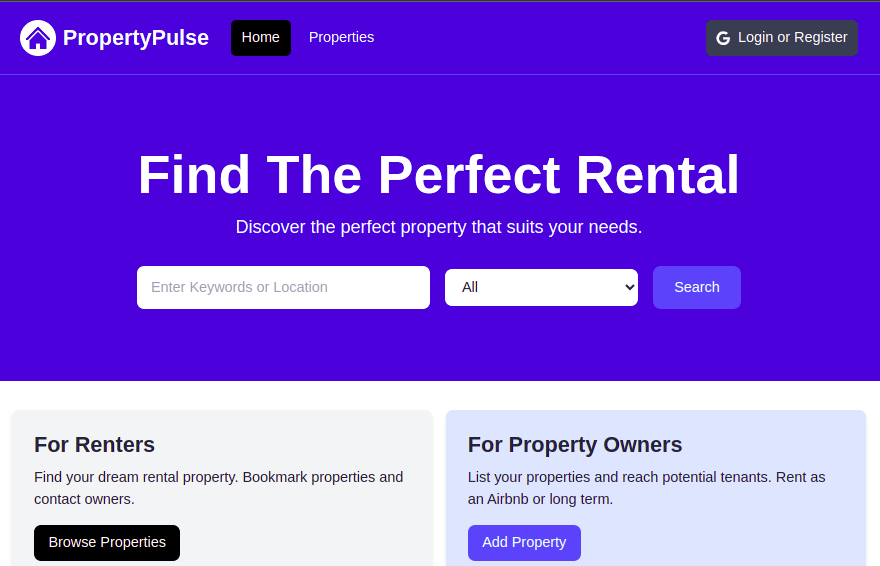 PropertyPulse
Home
Properties
Login or Register
Find The Perfect Rental
Discover the perfect property that suits your needs.
Enter Keywords or Location
All
Search
For Renters
Find your dream rental property. Bookmark properties and
contact owners.
Browse Properties
For Property Owners
List your properties and reach potential tenants. Rent as
an Airbnb or long term.
Add Property